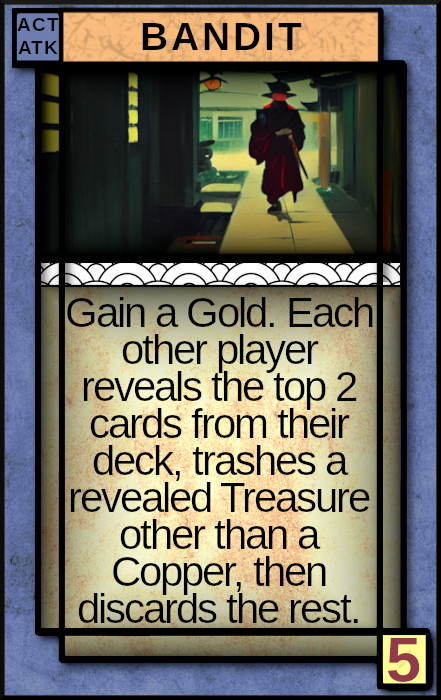 ACT
ATK
BANDIT
Gain a Gold. Each
other player
reveals the top 2
cards from their
deck, trashes a
revealed Treasure
other than a
Copper, then
discards the rest.
5